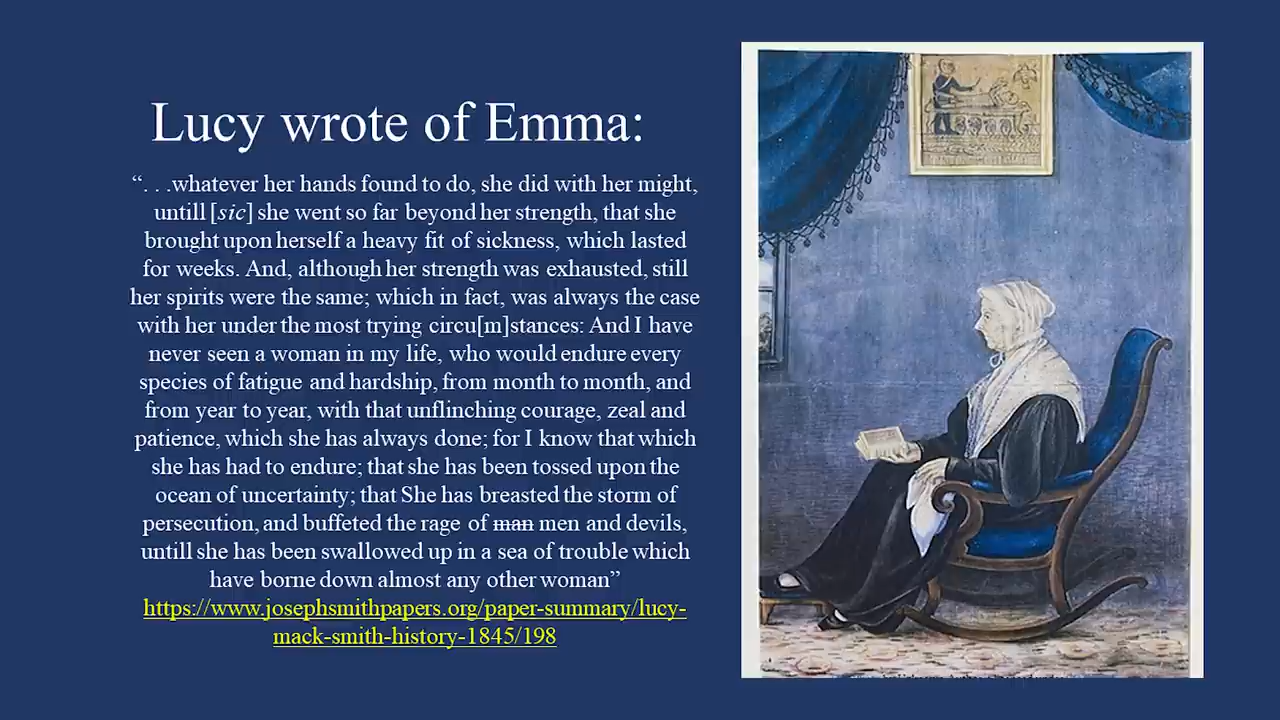 Lucy wrote of Emma:
“. . .whatever her hands found to do, she did with her might,
untill [sic] she went so far beyond her strength, that she
brought upon herself a heavy fit of sickness, which lasted
for weeks. And, although her strength was exhausted, still
her spirits were the same; which in fact, was always the case
with her under the most trying circu[m]stances: And I have
never seen a woman in my life, who would endure every
species of fatigue and hardship, from month to month, and
from year to year, with that unflinching courage, zeal and
patience, which she has always done; for I know that which
she has had to endure; that she has been tossed upon the
ocean of uncertainty; that She has breasted the storm of
persecution, and buffeted the rage of man men and devils,
untill she has been swallowed up in a sea of trouble which
have borne down almost any other woman”
https://www.josephsmithpapers.org/paper-summary/lucy-
mack-smith-history-1845/198